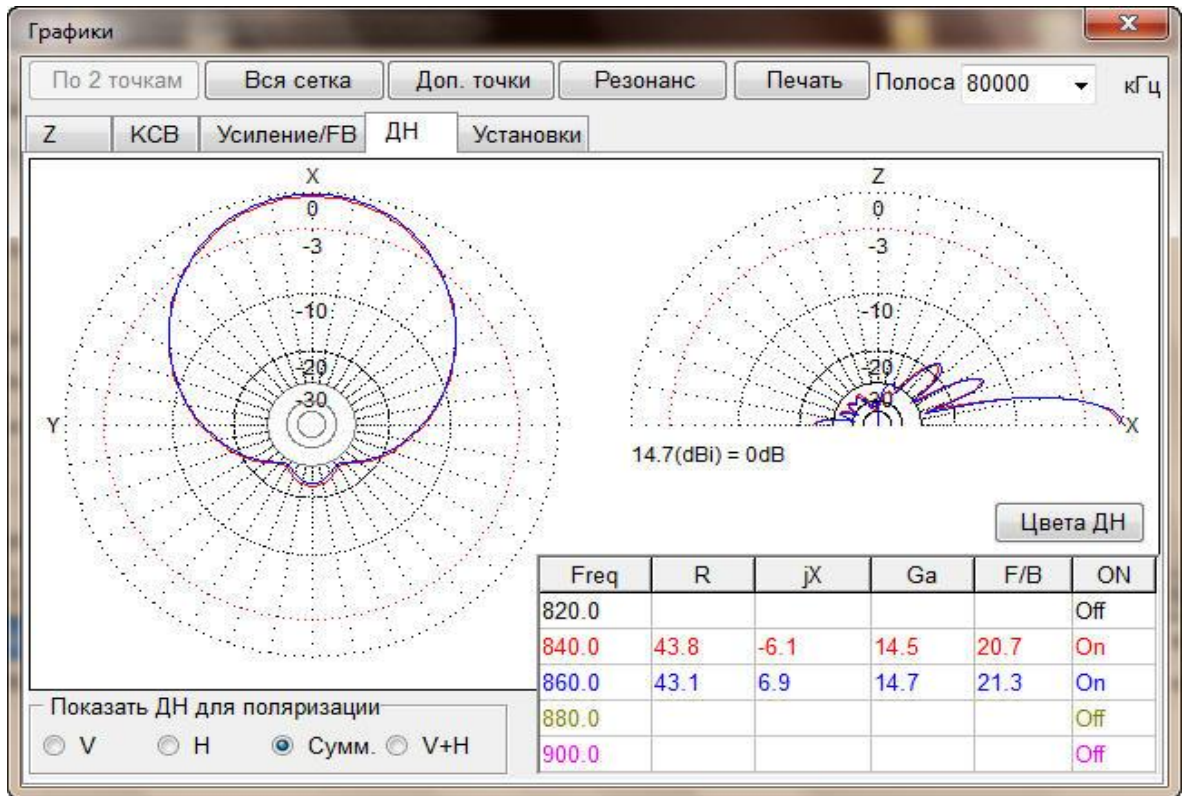 Графики
По 2 точкам Вся сетка Доп. точки Резонанс Печать Полоса 80000 кГц
Z КСВ Усиление/FB ДН Установки
X
0
-3
-10
-20
-30
Y
Z
0
-3
-10
-20
-30
X
14.7(dBi) = 0dB
Цвета ДН
Freq R jX Ga F/B ON
820.0 Off
840.0 43.8 -6.1 14.5 20.7 On
860.0 43.1 6.9 14.7 21.3 On
880.0 Off
900.0 Off
Показать ДН для поляризации
V H Сумм. V+H